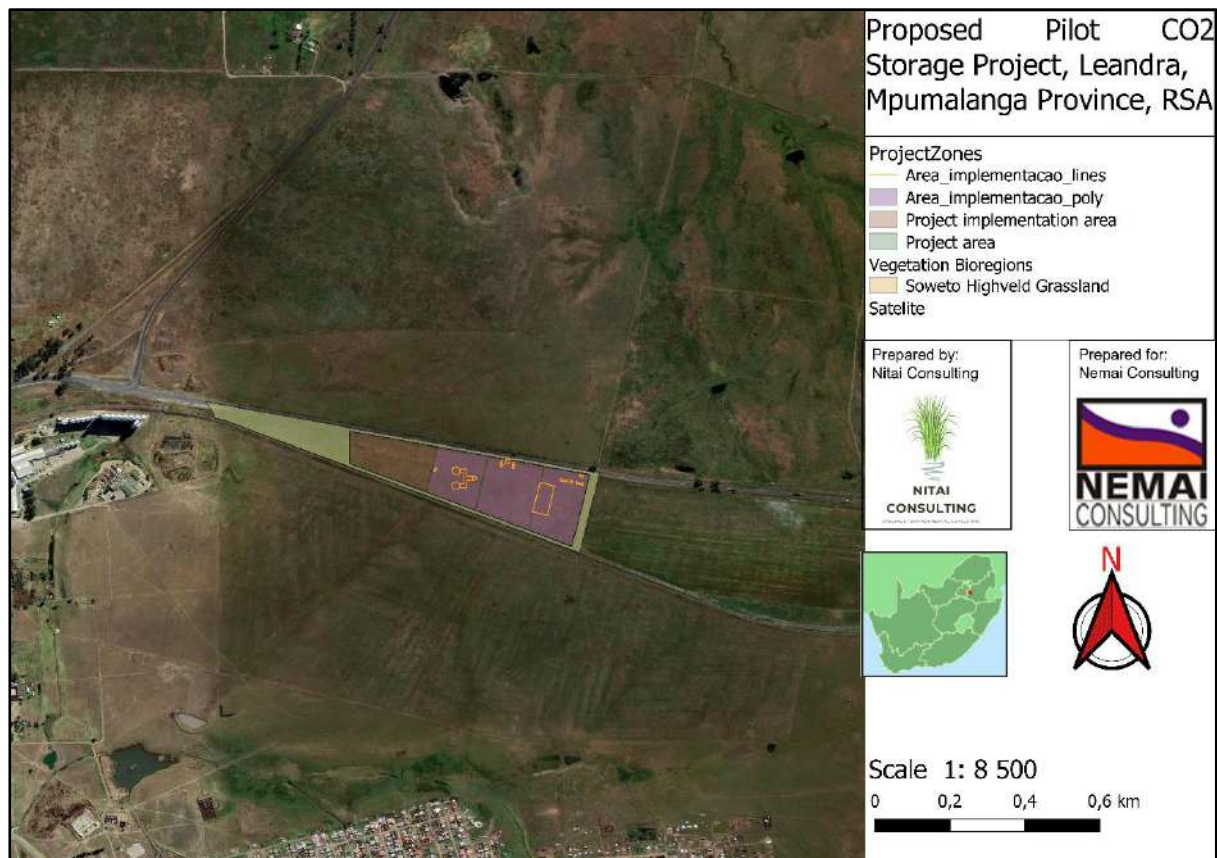 Proposed Pilot CO2
Storage Project, Leandra,
Mpumalanga Province, RSA
ProjectZones
Area_implementacao_lines
Area_implementacao_poly
Project implementation area
Project area
Vegetation Bioregions
Soweto Highveld Grassland
Satelite
Prepared by:
Nitai Consulting
NITAI
CONSULTING
Prepared for:
Nemai Consulting
NEMAI
CONSULTING
N
Scale 1: 8 500
0 0,2 0,4 0,6 km